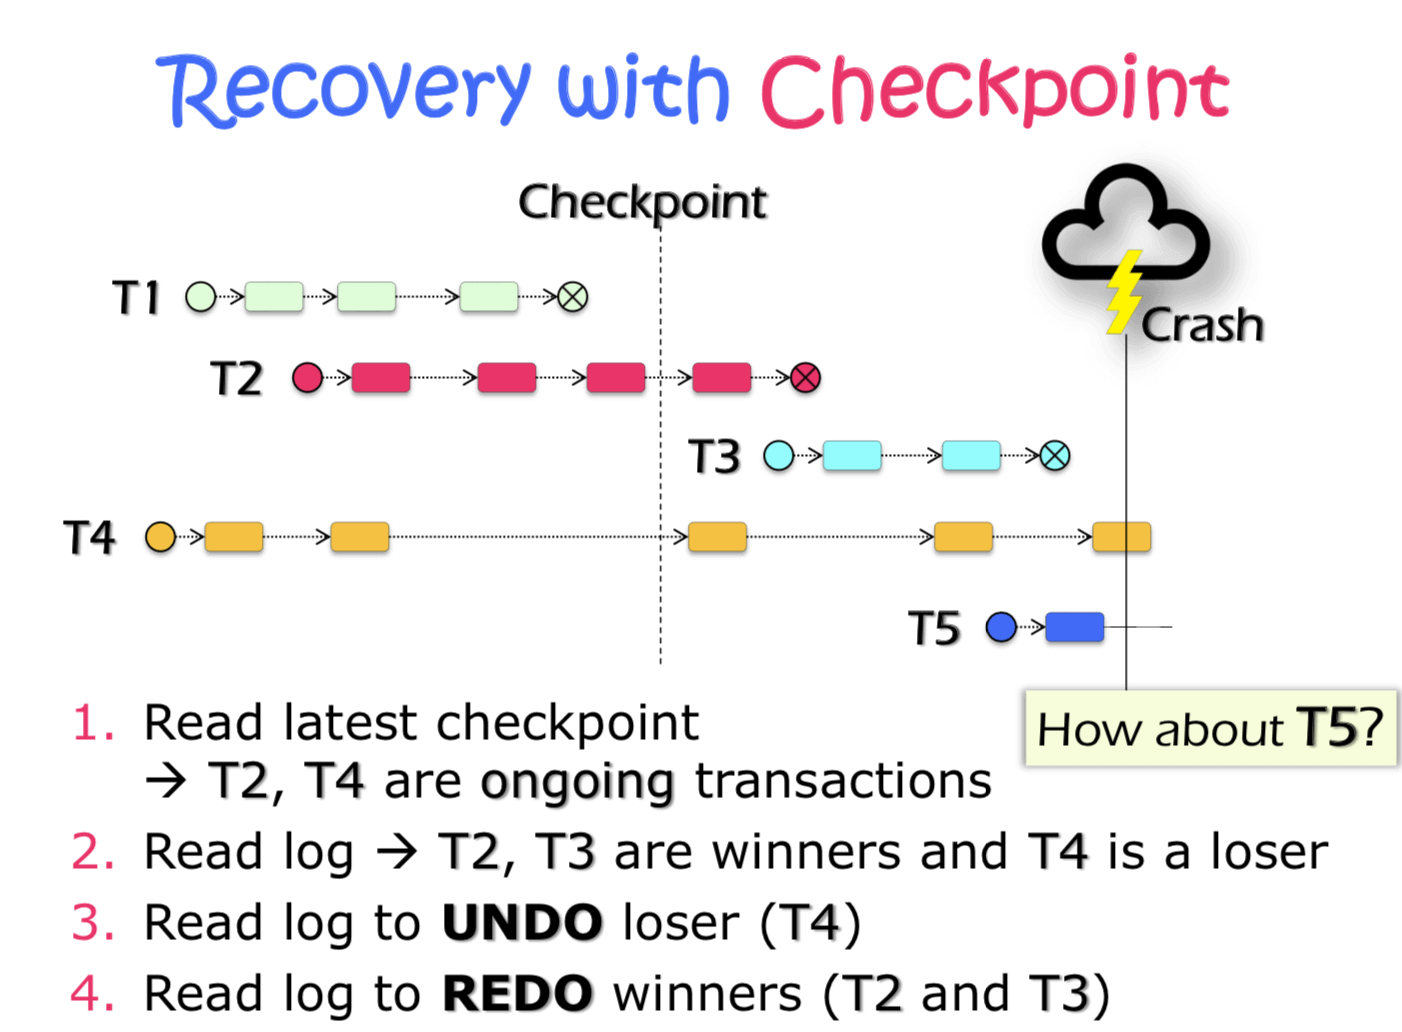 Recovery with Checkpoint
Checkpoint
T1
Crash
T2
T3
T4
T5
How about T5?
1. Read latest checkpoint
→ T2, T4 are ongoing transactions
2. Read log → T2, T3 are winners and T4 is a loser
3. Read log to UNDO loser (T4)
4. Read log to REDO winners (T2 and T3)